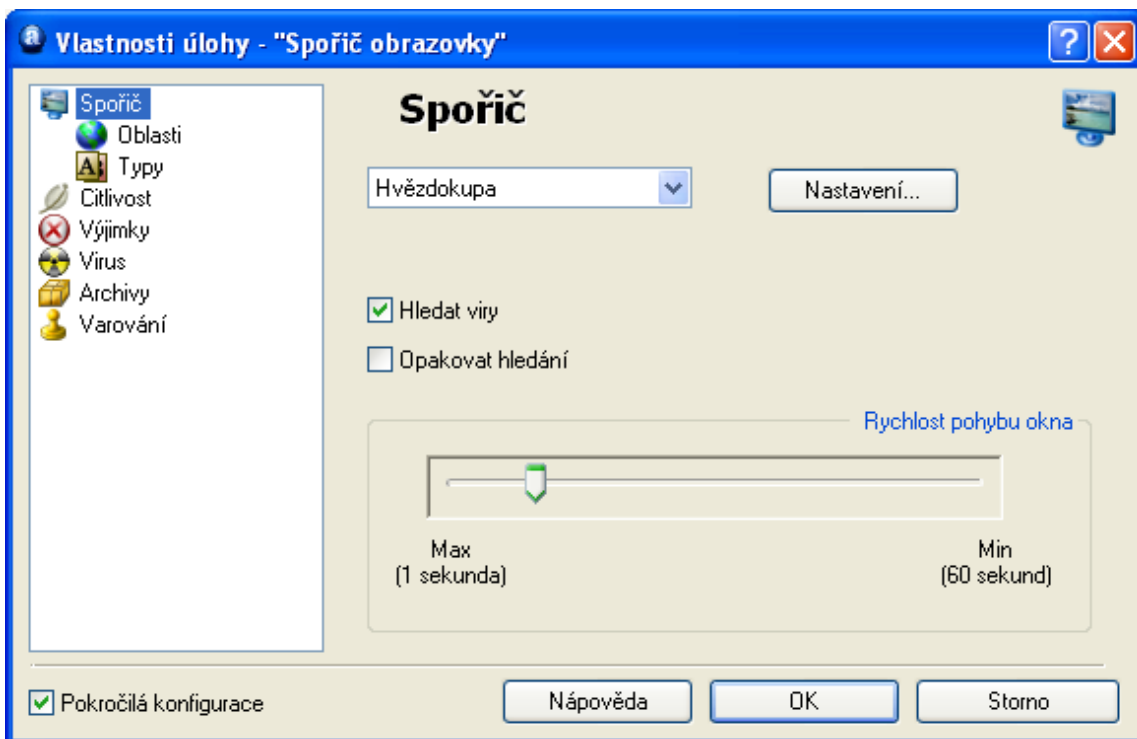 Vlastnosti úlohy - "Spořič obrazovky"
Spořič
Oblasti
Typy
Citlivost
Výjimky
Virus
Archivy
Varování
Spořič
Hvězdokupa
Nastavení...
Hledat viry
Opakovat hledání
Rychlost pohybu okna
Max
(1 sekunda)
Min
(60 sekund)
Pokročilá konfigurace
Nápověda
OK
Storno